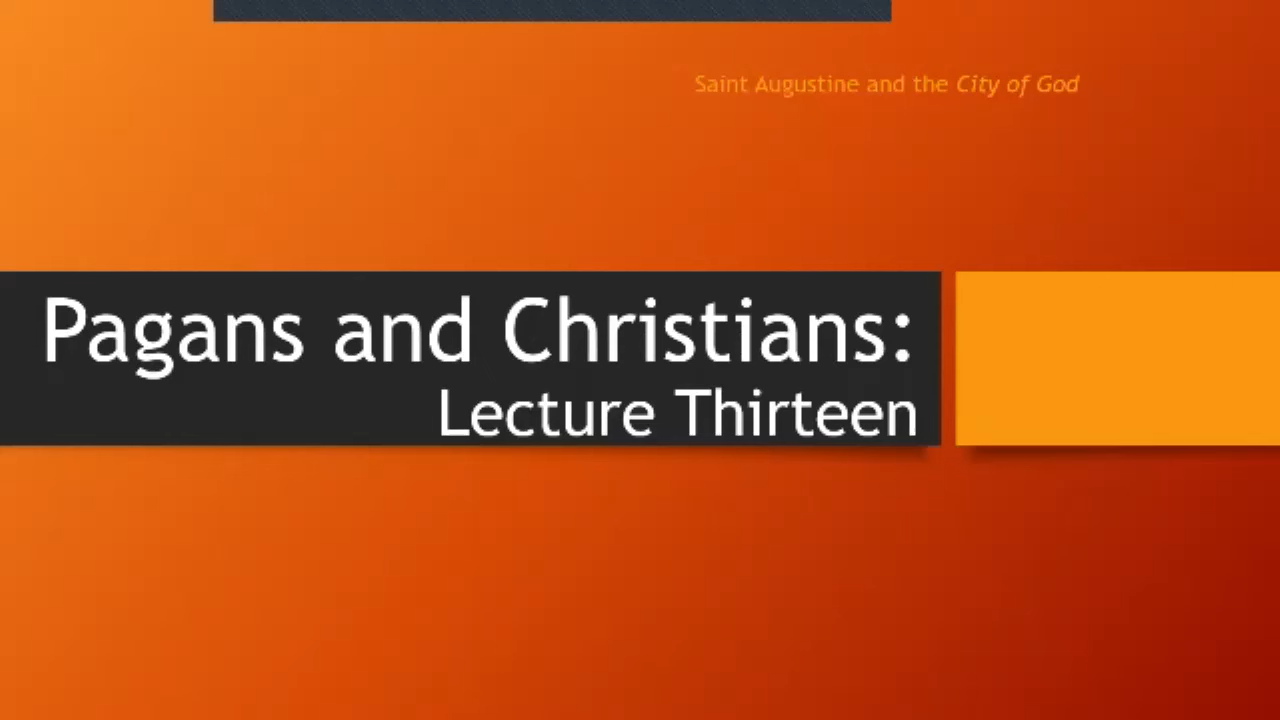 Saint Augustine and the City of God
Pagans and Christians:
Lecture Thirteen